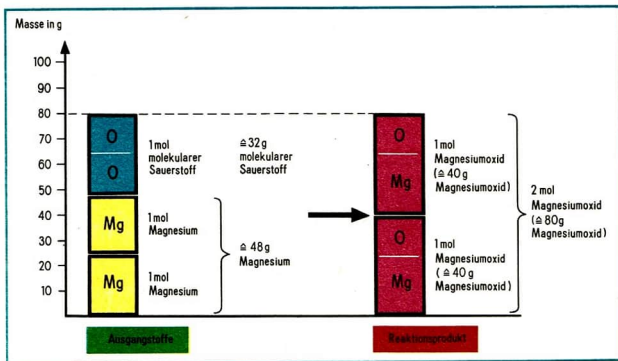 Masse in g
100
90
80
70
60
50
40
30
20
10
O
O
Mg
Mg
1 mol
molekularer
Sauerstoff
≙ 32 g
molekularer
Sauerstoff
1 mol
Magnesium
1 mol
Magnesium
≙ 48 g
Magnesium
O
Mg
O
Mg
1 mol
Magnesiumoxid
(≙ 40 g
Magnesiumoxid)
1 mol
Magnesiumoxid
(≙ 40 g
Magnesiumoxid)
2 mol
Magnesiumoxid
(≙ 80 g
Magnesiumoxid)
Ausgangstoffe
Reaktionsprodukt